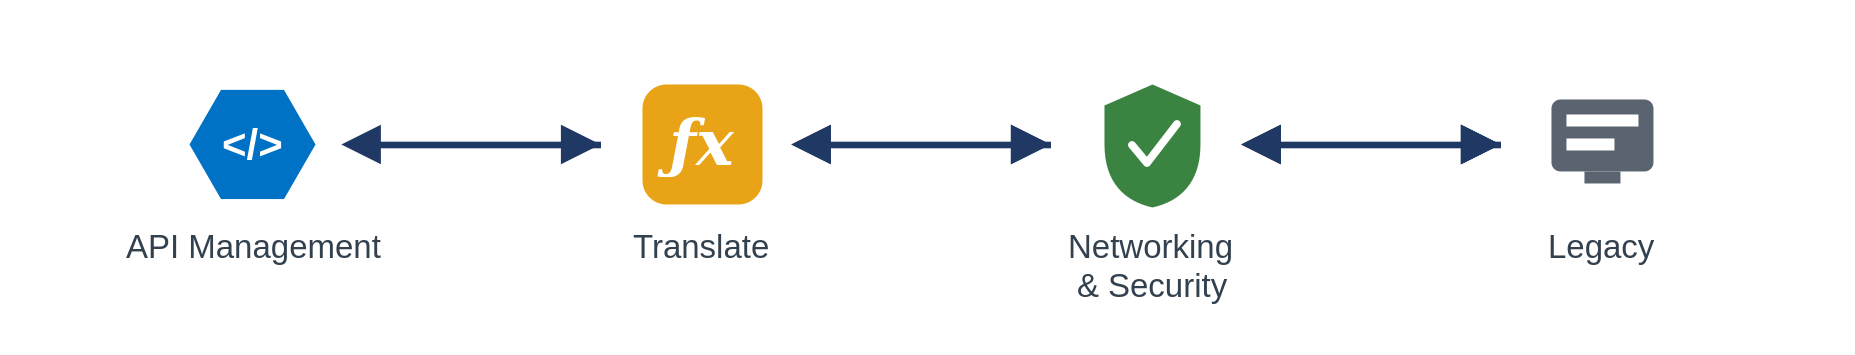 </>
fx
API Management
Translate
Networking
& Security
Legacy